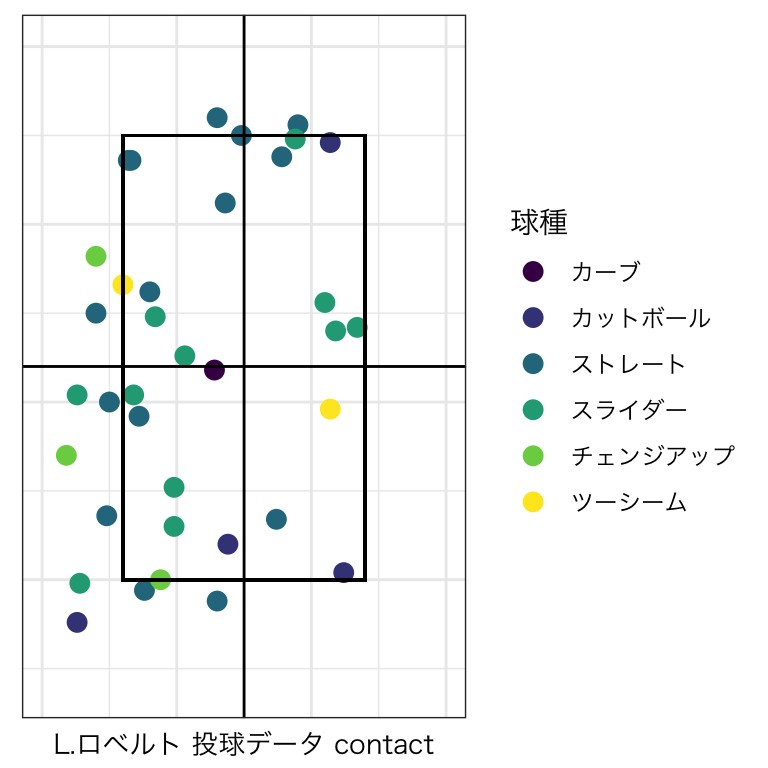 球種
カーブ
カットボール
ストレート
スライダー
チェンジアップ
ツーシーム
L.ロベルト 投球データ contact